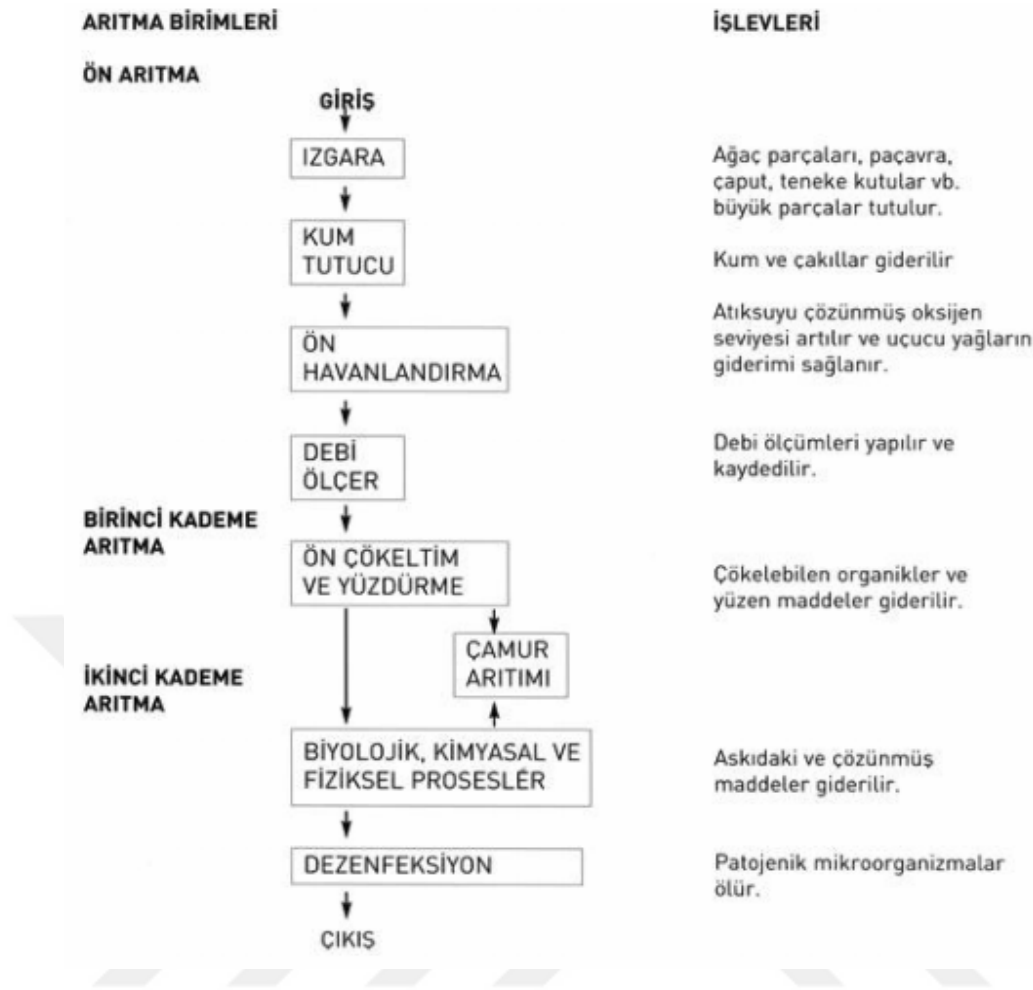 ARITMA BİRİMLERİ
İŞLEVLERİ
ÖN ARITMA
GİRİŞ
IZGARA
Ağaç parçaları, paçavra,
çaput, teneke kutular vb.
büyük parçalar tutulur.
KUM
TUTUCU
Kum ve çakıllar giderilir
ÖN
HAVANLANDIRMA
Atıksuyu çözünmüş oksijen
seviyesi artılır ve uçucu yağların
giderimi sağlanır.
DEBİ
ÖLÇER
Debi ölçümleri yapılır ve
kaydedilir.
BİRİNCİ KADEME
ARITMA
ÖN ÇÖKELTİM
VE YÜZDÜRME
Çökelebilen organikler ve
yüzen maddeler giderilir.
ÇAMUR
ARITIMI
İKİNCİ KADEME
ARITMA
BİYOLOJİK, KİMYASAL VE
FİZİKSEL PROSESLÉR
Askıdaki ve çözünmüş
maddeler giderilir.
DEZENFEKSİYON
Patojenik mikroorganizmalar
ölür.
ÇIKIŞ